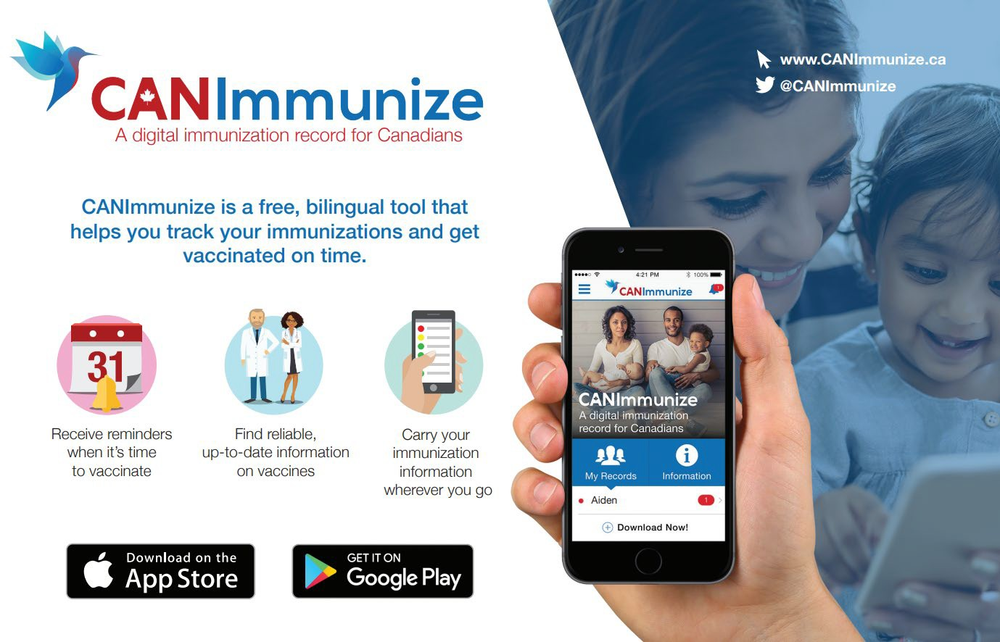 CANImmunize
A digital immunization record for Canadians
www.CANImmunize.ca
@CANImmunize
CANImmunize is a free, bilingual tool that
helps you track your immunizations and get
vaccinated on time.
31
Receive reminders
when it's time
to vaccinate
Find reliable,
up-to-date information
on vaccines
Carry your
immunization
information
wherever you go
Download on the
App Store
GET IT ON
Google Play
4:21 PM
100%
CANImmunize
1
CANImmunize
A digital immunization
record for Canadians
My Records
Information
Aiden
1
Download Now!